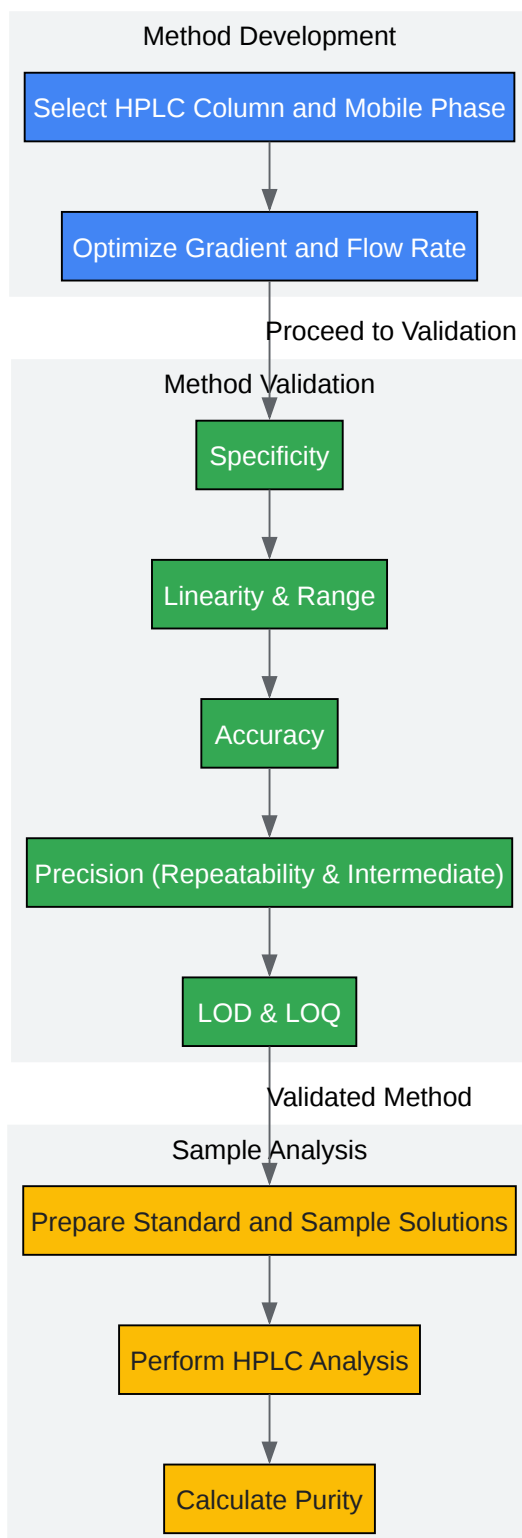 Method Development
Select HPLC Column and Mobile Phase
Optimize Gradient and Flow Rate
Proceed to Validation
Method Validation
Specificity
Linearity & Range
Accuracy
Precision (Repeatability & Intermediate)
LOD & LOQ
Validated Method
Sample Analysis
Prepare Standard and Sample Solutions
Perform HPLC Analysis
Calculate Purity